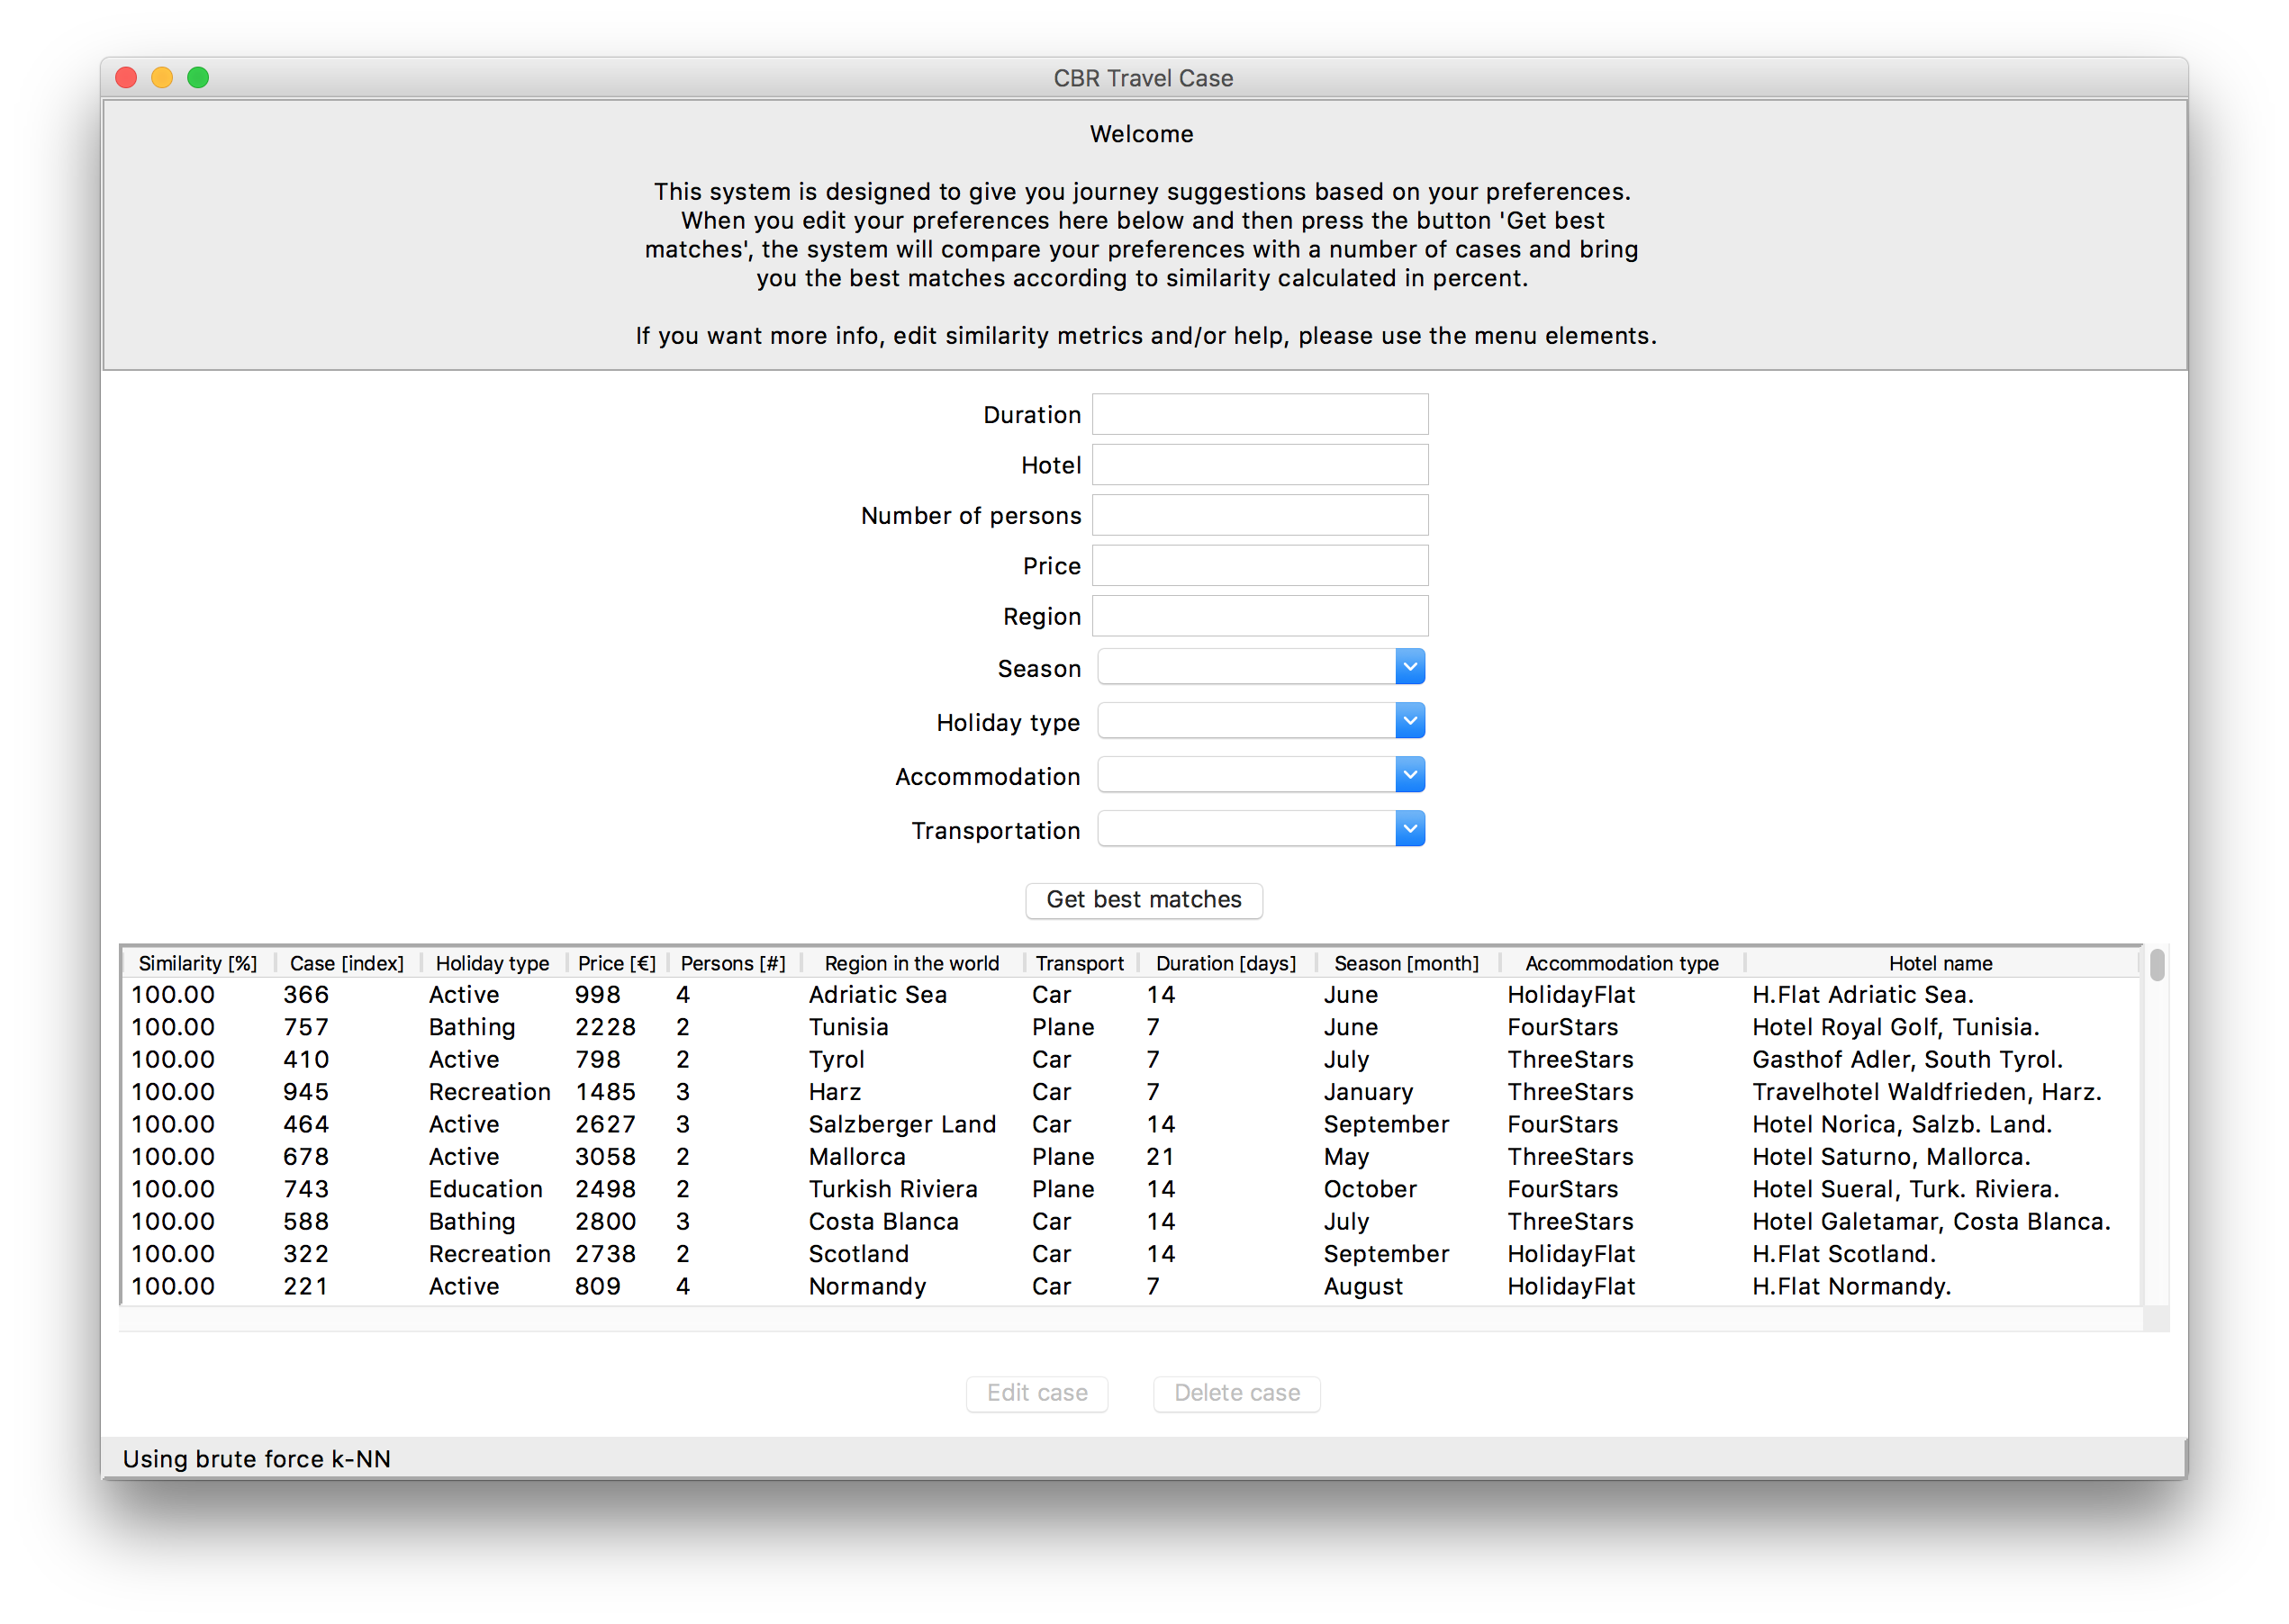 CBR Travel Case
Welcome
This system is designed to give you journey suggestions based on your preferences.
When you edit your preferences here below and then press the button 'Get best
matches', the system will compare your preferences with a number of cases and bring
you the best matches according to similarity calculated in percent.
If you want more info, edit similarity metrics and/or help, please use the menu elements.
Duration
Hotel
Number of persons
Price
Region
Season
Holiday type
Accommodation
Transportation
Get best matches
Similarity [%] Case [index] Holiday type Price [€] Persons [#] Region in the world Transport Duration [days] Season [month] Accommodation type Hotel name
100.00 366 Active 998 4 Adriatic Sea Car 14 June HolidayFlat H.Flat Adriatic Sea.
100.00 757 Bathing 2228 2 Tunisia Plane 7 June FourStars Hotel Royal Golf, Tunisia.
100.00 410 Active 798 2 Tyrol Car 7 July ThreeStars Gasthof Adler, South Tyrol.
100.00 945 Recreation 1485 3 Harz Car 7 January ThreeStars Travelhotel Waldfrieden, Harz.
100.00 464 Active 2627 3 Salzberger Land Car 14 September FourStars Hotel Norica, Salzb. Land.
100.00 678 Active 3058 2 Mallorca Plane 21 May ThreeStars Hotel Saturno, Mallorca.
100.00 743 Education 2498 2 Turkish Riviera Plane 14 October FourStars Hotel Sueral, Turk. Riviera.
100.00 588 Bathing 2800 3 Costa Blanca Car 14 July ThreeStars Hotel Galetamar, Costa Blanca.
100.00 322 Recreation 2738 2 Scotland Car 14 September HolidayFlat H.Flat Scotland.
100.00 221 Active 809 4 Normandy Car 7 August HolidayFlat H.Flat Normandy.
Edit case Delete case
Using brute force k-NN